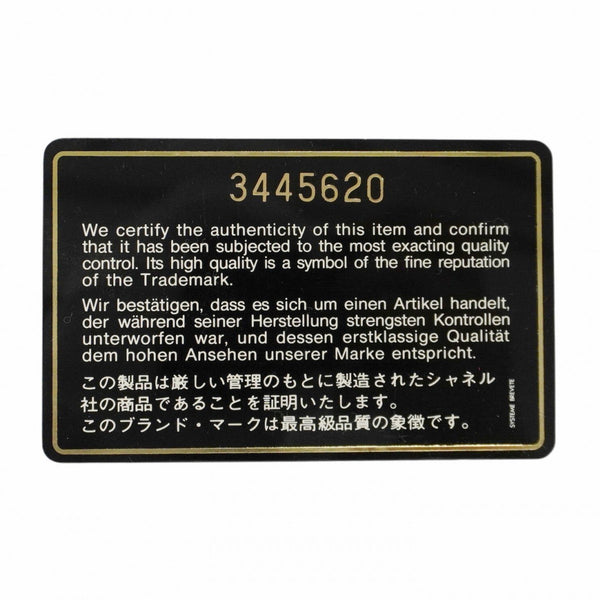 3445620
We certify the authenticity of this item and confirm
that it has been subjected to the most exacting quality
control. Its high quality is a symbol of the fine reputation
of the Trademark.
Wir bestätigen, dass es sich um einen Artikel handelt,
der während seiner Herstellung strengsten Kontrollen
unterworfen war, und dessen erstklassige Qualität
dem hohen Ansehen unserer Marke entspricht.
この製品は厳しい管理のもとに製造されたシャネル
社の商品であることを証明いたします。
このブランド・マークは最高級品質の象徴です。
SYSTEME BREVETE